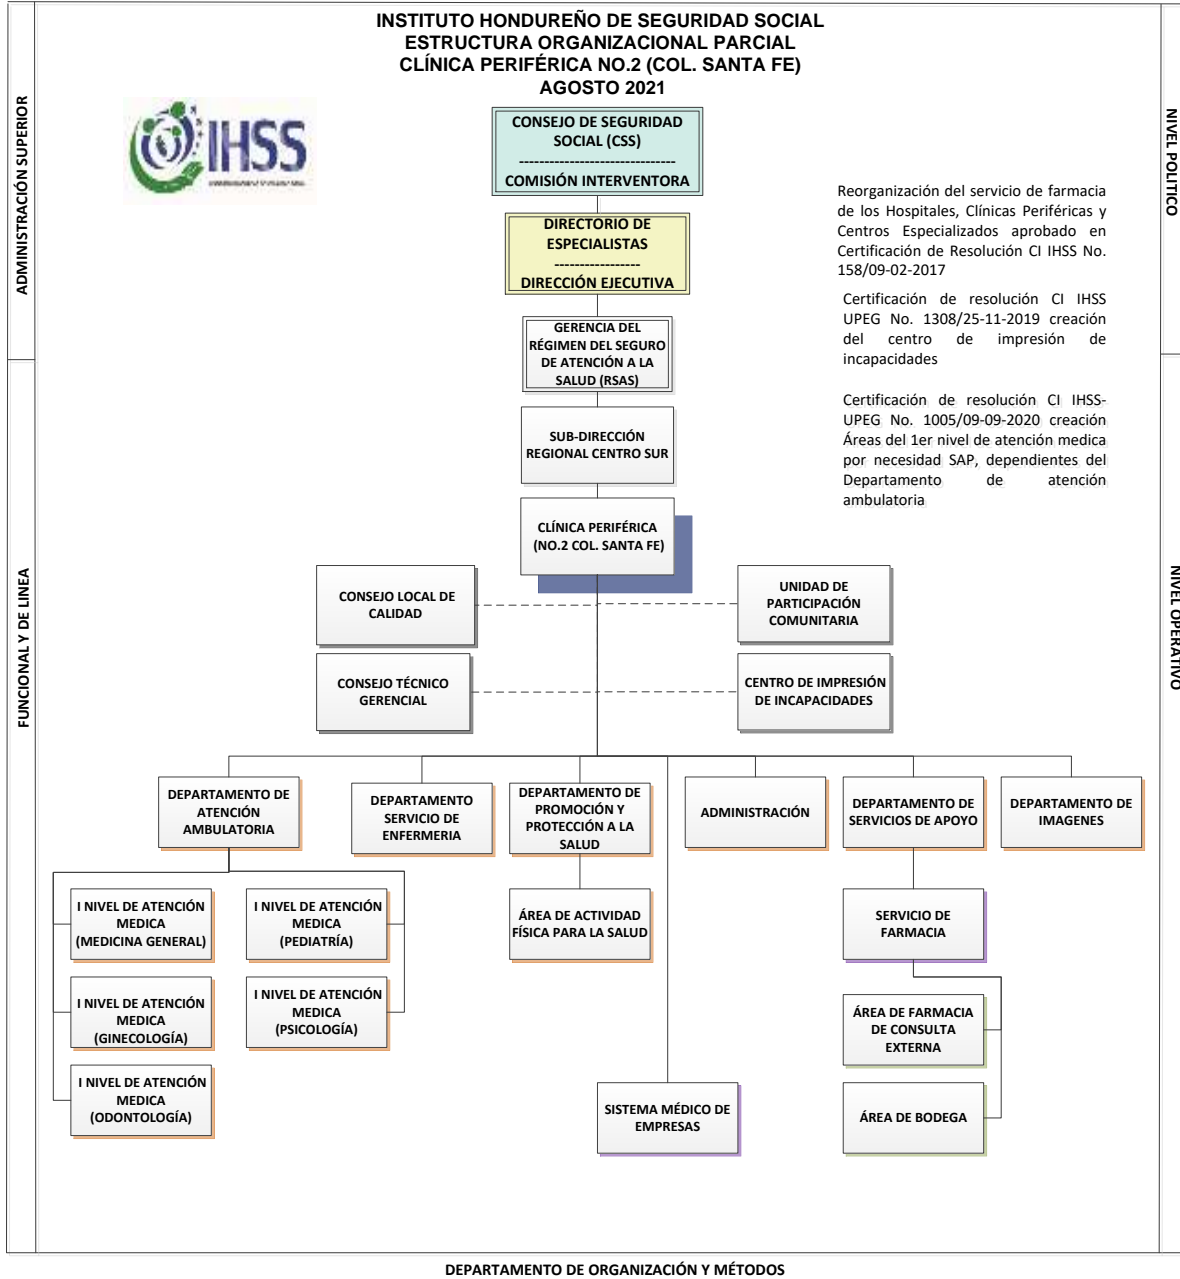 INSTITUTO HONDUREÑO DE SEGURIDAD SOCIAL
ESTRUCTURA ORGANIZACIONAL PARCIAL
CLÍNICA PERIFÉRICA NO.2 (COL. SANTA FE)
AGOSTO 2021
ADMINISTRACIÓN SUPERIOR
FUNCIONAL Y DE LINEA
NIVEL POLITICO
NIVEL OPERATIVO
IHSS
CONSEJO DE SEGURIDAD
SOCIAL (CSS)
-------------------------------
COMISIÓN INTERVENTORA
DIRECTORIO DE
ESPECIALISTAS
-----------------
DIRECCIÓN EJECUTIVA
GERENCIA DEL
RÉGIMEN DEL SEGURO
DE ATENCIÓN A LA
SALUD (RSAS)
SUB-DIRECCIÓN
REGIONAL CENTRO SUR
CLÍNICA PERIFÉRICA
(NO.2 COL. SANTA FE)
Reorganización del servicio de farmacia
de los Hospitales, Clínicas Periféricas y
Centros Especializados aprobado en
Certificación de Resolución CI IHSS No.
158/09-02-2017
Certificación de resolución CI IHSS
UPEG No. 1308/25-11-2019 creación
del centro de impresión de
incapacidades
Certificación de resolución CI IHSS-
UPEG No. 1005/09-09-2020 creación
Áreas del 1er nivel de atención medica
por necesidad SAP, dependientes del
Departamento de atención
ambulatoria
CONSEJO LOCAL DE
CALIDAD
UNIDAD DE
PARTICIPACIÓN
COMUNITARIA
CONSEJO TÉCNICO
GERENCIAL
CENTRO DE IMPRESIÓN
DE INCAPACIDADES
DEPARTAMENTO DE
ATENCIÓN
AMBULATORIA
DEPARTAMENTO
SERVICIO DE
ENFERMERIA
DEPARTAMENTO DE
PROMOCIÓN Y
PROTECCIÓN A LA
SALUD
ADMINISTRACIÓN
DEPARTAMENTO DE
SERVICIOS DE APOYO
DEPARTAMENTO DE
IMAGENES
I NIVEL DE ATENCIÓN
MEDICA
(MEDICINA GENERAL)
I NIVEL DE ATENCIÓN
MEDICA
(PEDIATRÍA)
ÁREA DE ACTIVIDAD
FÍSICA PARA LA SALUD
SERVICIO DE
FARMACIA
I NIVEL DE ATENCIÓN
MEDICA
(GINECOLOGÍA)
I NIVEL DE ATENCIÓN
MEDICA
(PSICOLOGÍA)
ÁREA DE FARMACIA
DE CONSULTA
EXTERNA
I NIVEL DE ATENCIÓN
MEDICA
(ODONTOLOGÍA)
SISTEMA MÉDICO DE
EMPRESAS
ÁREA DE BODEGA
DEPARTAMENTO DE ORGANIZACIÓN Y MÉTODOS